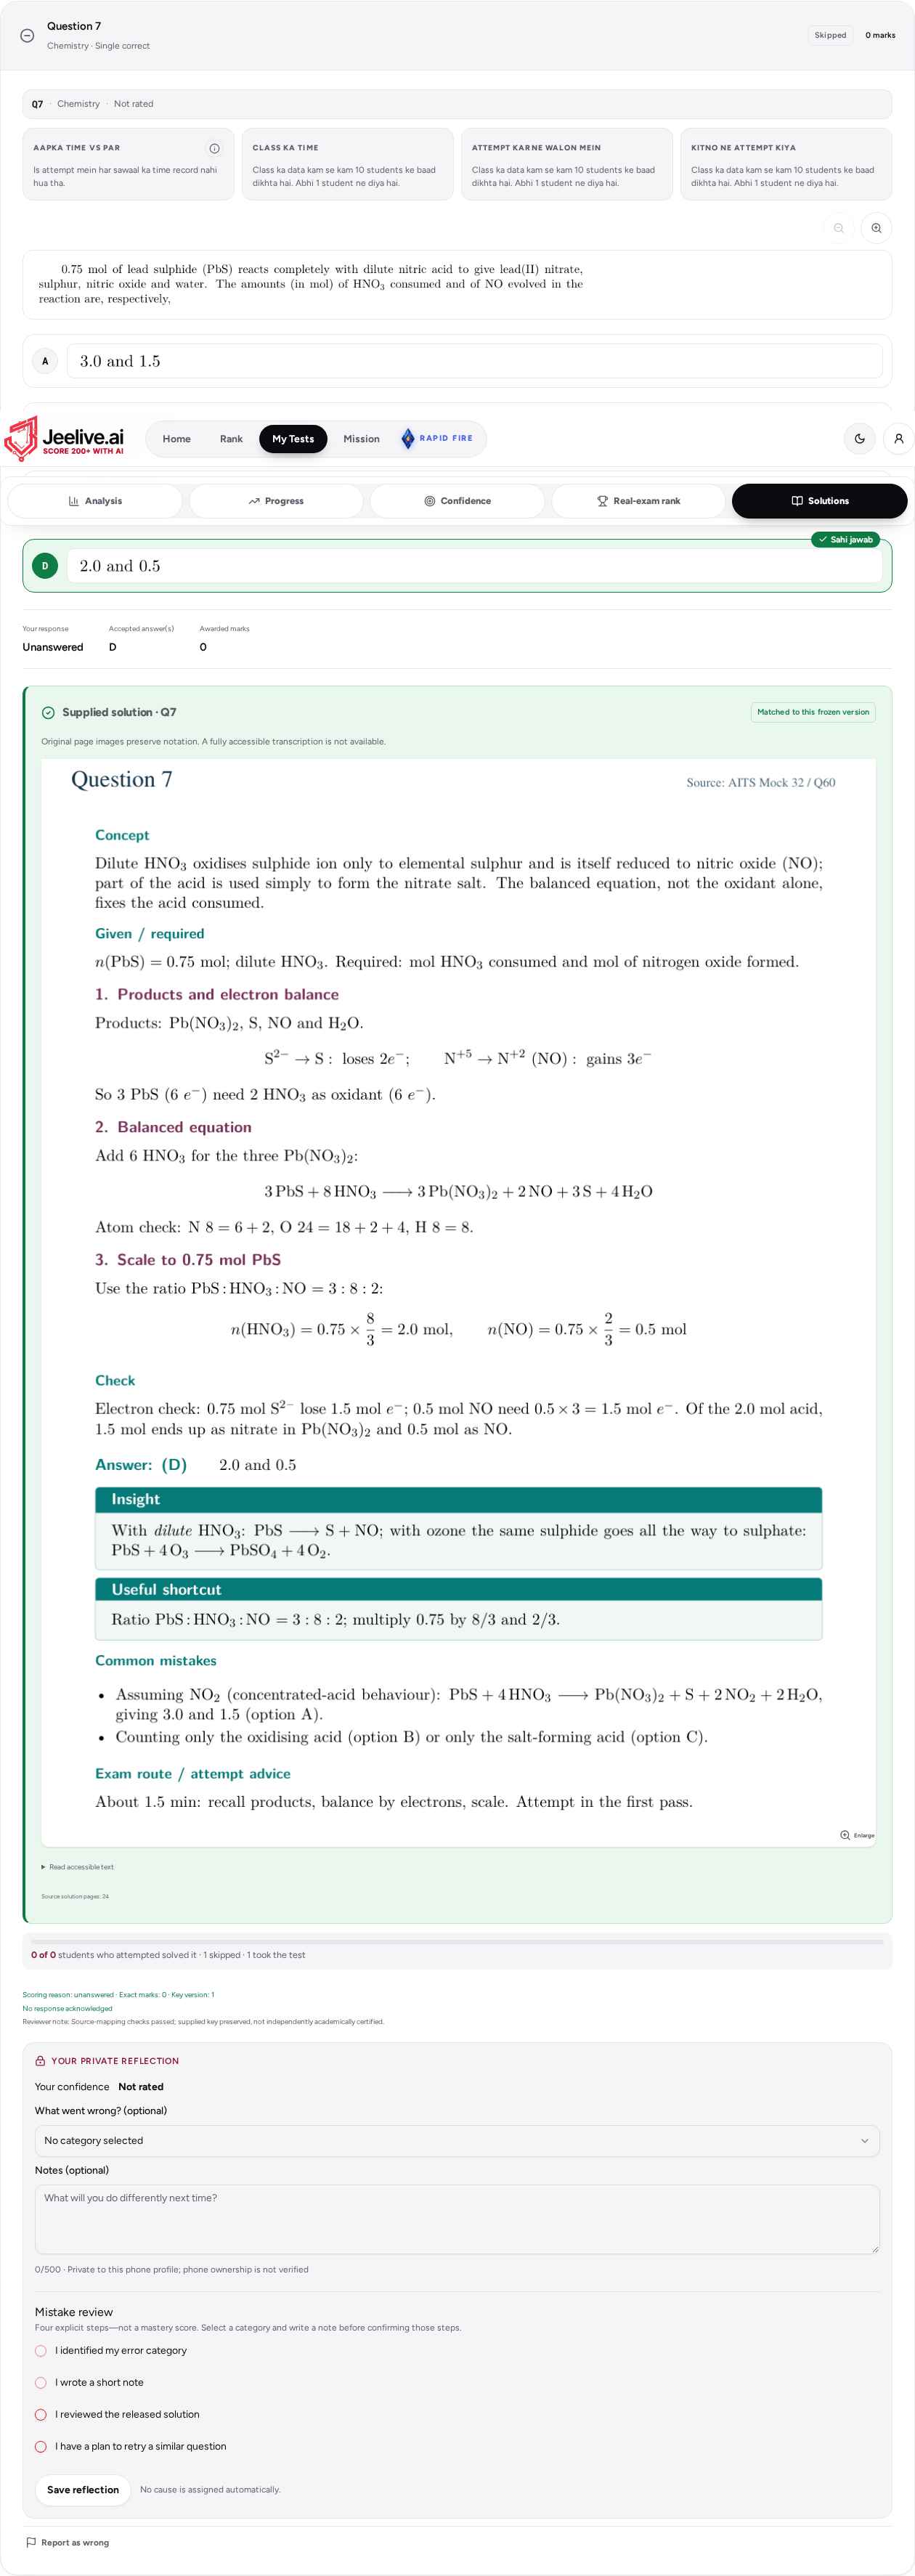 Question 7
Chemistry · Single correct
Skipped
0 marks
Q7 · Chemistry · Not rated
AAPKA TIME VS PAR
Is attempt mein har sawaal ka time record nahi
hua tha.
CLASS KA TIME
Class ka data kam se kam 10 students ke baad
dikhta hai. Abhi 1 student ne diya hai.
ATTEMPT KARNE WALON MEIN
Class ka data kam se kam 10 students ke baad
dikhta hai. Abhi 1 student ne diya hai.
KITNO NE ATTEMPT KIYA
Class ka data kam se kam 10 students ke baad
dikhta hai. Abhi 1 student ne diya hai.
0.75 mol of lead sulphide (PbS) reacts completely with dilute nitric acid to give lead(II) nitrate,
sulphur, nitric oxide and water. The amounts (in mol) of HNO₃ consumed and of NO evolved in the
reaction are, respectively,
A
3.0 and 1.5
Jeelive.ai
SCORE 200+ WITH AI
Home
Rank
My Tests
Mission
RAPID FIRE
Analysis
Progress
Confidence
Real-exam rank
Solutions
Sahi jawab
D
2.0 and 0.5
Your response
Unanswered
Accepted answer(s)
D
Awarded marks
0
Supplied solution · Q7
Matched to this frozen version
Original page images preserve notation. A fully accessible transcription is not available.
Question 7
Source: AITS Mock 32 / Q60
Concept
Dilute HNO₃ oxidises sulphide ion only to elemental sulphur and is itself reduced to nitric oxide (NO);
part of the acid is used simply to form the nitrate salt. The balanced equation, not the oxidant alone,
fixes the acid consumed.
Given / required
n(PbS) = 0.75 mol; dilute HNO₃. Required: mol HNO₃ consumed and mol of nitrogen oxide formed.
1. Products and electron balance
Products: Pb(NO₃)₂, S, NO and H₂O.
S²⁻ → S : loses 2e⁻; N⁺⁵ → N⁺² (NO) : gains 3e⁻
So 3 PbS (6 e⁻) need 2 HNO₃ as oxidant (6 e⁻).
2. Balanced equation
Add 6 HNO₃ for the three Pb(NO₃)₂:
3 PbS + 8 HNO₃ ⟶ 3 Pb(NO₃)₂ + 2 NO + 3 S + 4 H₂O
Atom check: N 8 = 6 + 2, O 24 = 18 + 2 + 4, H 8 = 8.
3. Scale to 0.75 mol PbS
Use the ratio PbS : HNO₃ : NO = 3 : 8 : 2:
n(HNO₃) = 0.75 × 8/3 = 2.0 mol, n(NO) = 0.75 × 2/3 = 0.5 mol
Check
Electron check: 0.75 mol S²⁻ lose 1.5 mol e⁻; 0.5 mol NO need 0.5 × 3 = 1.5 mol e⁻. Of the 2.0 mol acid,
1.5 mol ends up as nitrate in Pb(NO₃)₂ and 0.5 mol as NO.
Answer: (D) 2.0 and 0.5
Insight
With dilute HNO₃: PbS ⟶ S + NO; with ozone the same sulphide goes all the way to sulphate:
PbS + 4 O₃ ⟶ PbSO₄ + 4 O₂.
Useful shortcut
Ratio PbS : HNO₃ : NO = 3 : 8 : 2; multiply 0.75 by 8/3 and 2/3.
Common mistakes
• Assuming NO₂ (concentrated-acid behaviour): PbS + 4 HNO₃ ⟶ Pb(NO₃)₂ + S + 2 NO₂ + 2 H₂O,
giving 3.0 and 1.5 (option A).
• Counting only the oxidising acid (option B) or only the salt-forming acid (option C).
Exam route / attempt advice
About 1.5 min: recall products, balance by electrons, scale. Attempt in the first pass.
Enlarge
Read accessible text
Source solution pages: 24
0 of 0 students who attempted solved it · 1 skipped · 1 took the test
Scoring reason: unanswered · Exact marks: 0 · Key version: 1
No response acknowledged
Reviewer note: Source-mapping checks passed; supplied key preserved, not independently academically certified.
YOUR PRIVATE REFLECTION
Your confidence Not rated
What went wrong? (optional)
No category selected
Notes (optional)
What will you do differently next time?
0/500 · Private to this phone profile; phone ownership is not verified
Mistake review
Four explicit steps—not a mastery score. Select a category and write a note before confirming those steps.
I identified my error category
I wrote a short note
I reviewed the released solution
I have a plan to retry a similar question
Save reflection
No cause is assigned automatically.
Report as wrong